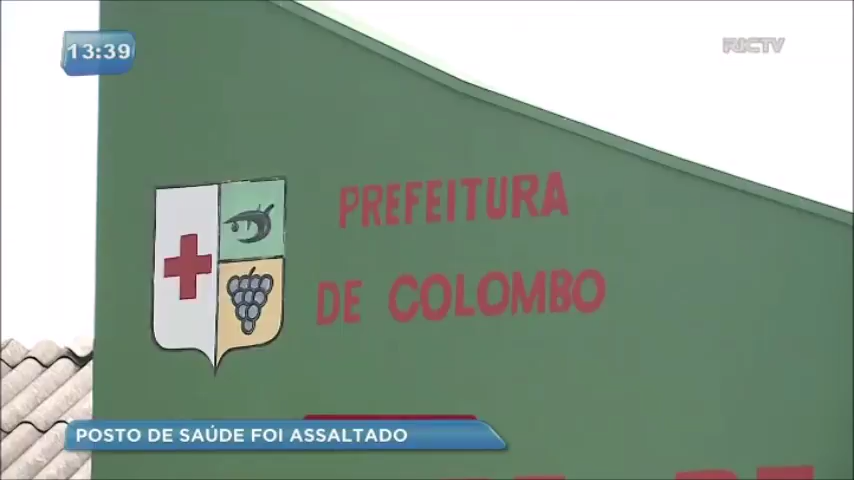 13:39
RICTV
PREFEITURA
DE COLOMBO
POSTO DE SAÚDE FOI ASSALTADO